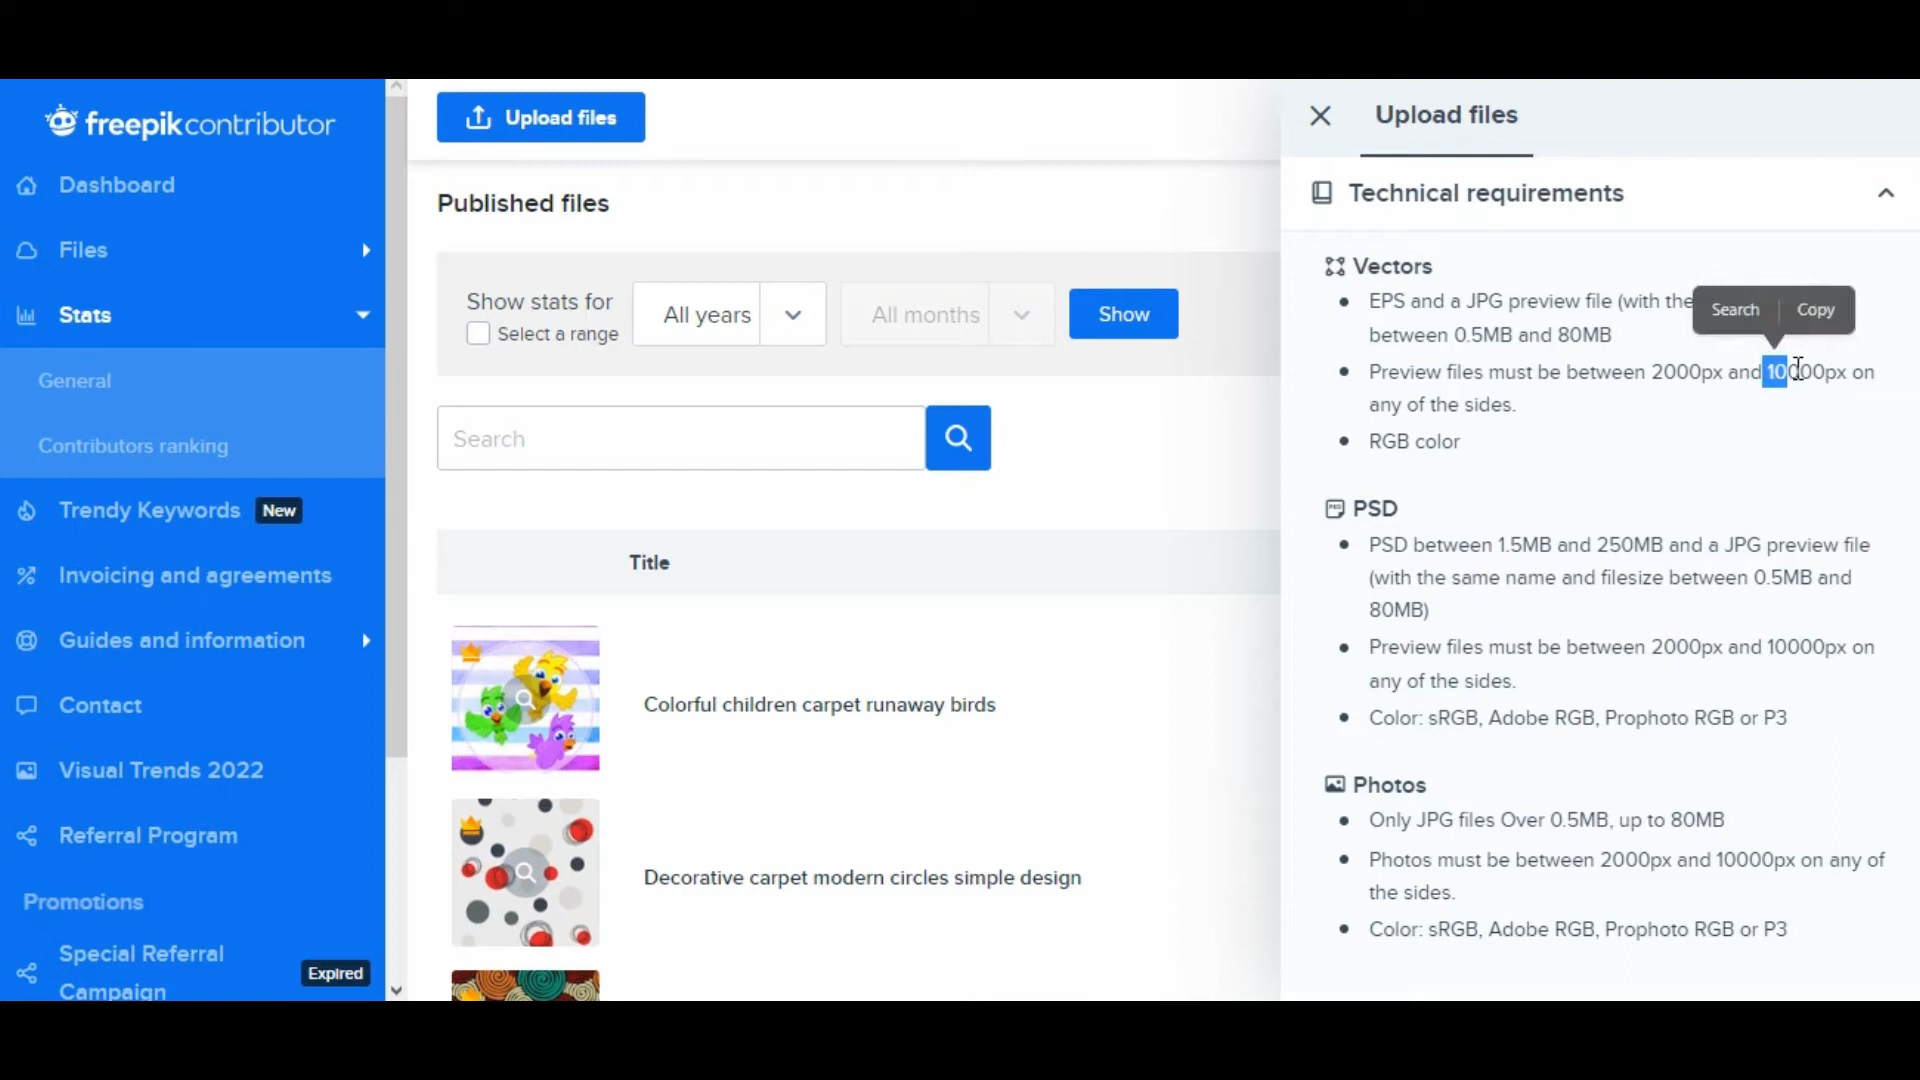 freepik contributor
Dashboard
Files
Stats
General
Contributors ranking
Trendy Keywords New
Invoicing and agreements
Guides and information
Contact
Visual Trends 2022
Referral Program
Promotions
Special Referral
Campaign
Expired
Upload files
Published files
Show stats for
Select a range
All years
All months
Show
Search
Title
Colorful children carpet runaway birds
Decorative carpet modern circles simple design
Upload files
Technical requirements
Vectors
EPS and a JPG preview file (with the
between 0.5MB and 80MB
Search Copy
Preview files must be between 2000px and 10000px on
any of the sides.
RGB color
PSD
PSD between 1.5MB and 250MB and a JPG preview file
(with the same name and filesize between 0.5MB and
80MB)
Preview files must be between 2000px and 10000px on
any of the sides.
Color: sRGB, Adobe RGB, Prophoto RGB or P3
Photos
Only JPG files Over 0.5MB, up to 80MB
Photos must be between 2000px and 10000px on any of
the sides.
Color: sRGB, Adobe RGB, Prophoto RGB or P3